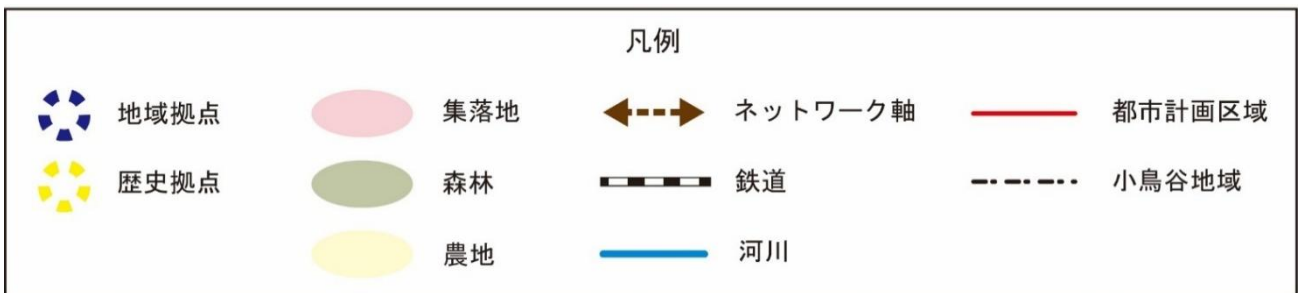 凡例
地域拠点 集落地 ネットワーク軸 都市計画区域
歴史拠点 森林 鉄道 小鳥谷地域
農地 河川